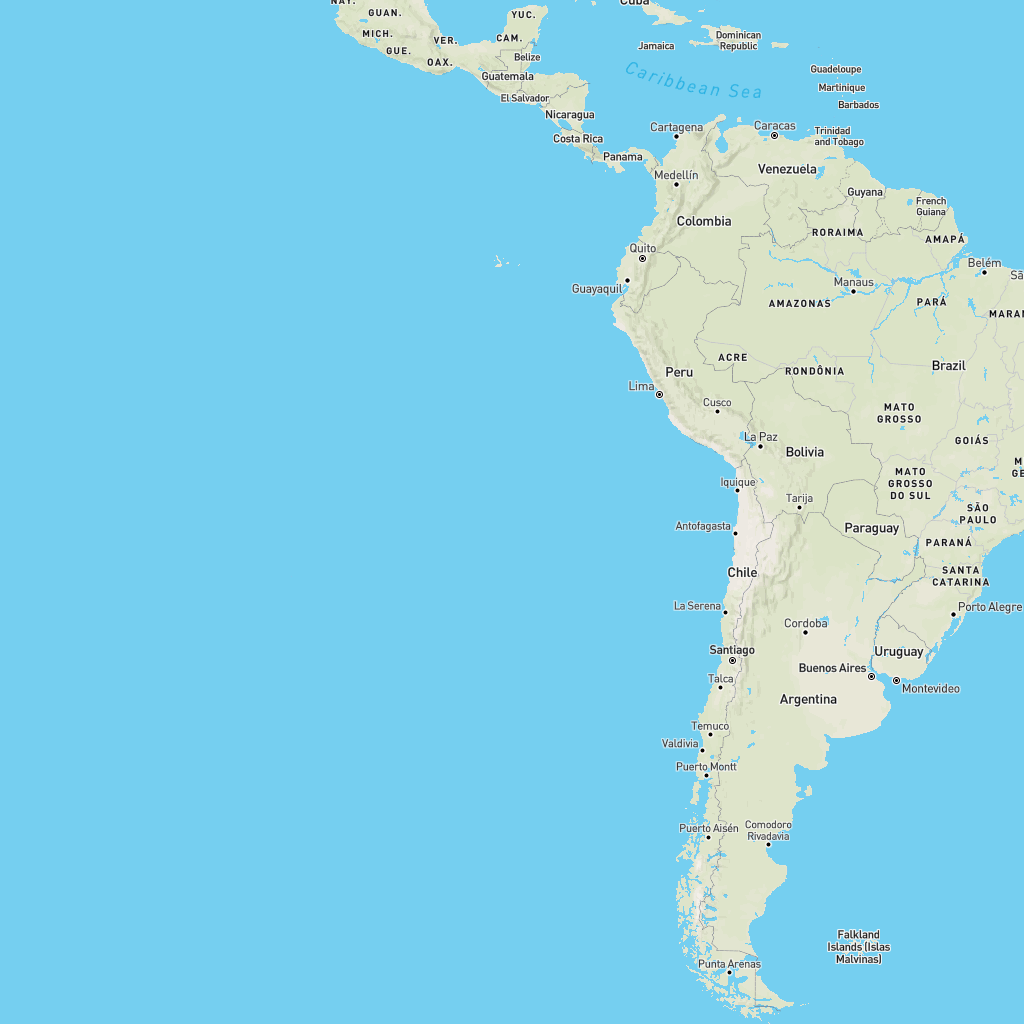 NAY.
GUAN.
MICH.
GUE.
VER.
OAX.
YUC.
CAM.
Belize
Guatemala
El Salvador
Nicaragua
Costa Rica
Panama
Cuba
Jamaica
Dominican
Republic
Caribbean Sea
Guadeloupe
Martinique
Barbados
Trinidad
and Tobago
Cartagena
Caracas
Medellín
Venezuela
Colombia
Guyana
French
Guiana
RORAIMA
AMAPÁ
Quito
Guayaquil
Belém
Manaus
AMAZONAS
PARÁ
ACRE
Peru
RONDÔNIA
Brazil
Lima
Cusco
MATO
GROSSO
La Paz
Bolivia
GOIÁS
Iquique
Tarija
MATO
GROSSO
DO SUL
SÃO
PAULO
Antofagasta
Paraguay
PARANÁ
Chile
SANTA
CATARINA
La Serena
Cordoba
Porto Alegre
Santiago
Uruguay
Buenos Aires
Talca
Montevideo
Argentina
Temuco
Valdivia
Puerto Montt
Puerto Aisén
Comodoro
Rivadavia
Falkland
Islands (Islas
Malvinas)
Punta Arenas